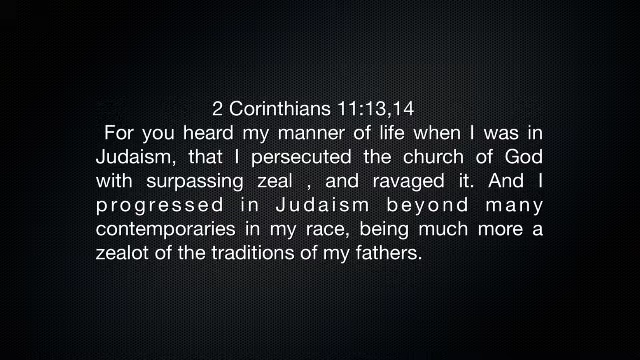 2 Corinthians 11:13,14
For you heard my manner of life when I was in
Judaism, that I persecuted the church of God
with surpassing zeal , and ravaged it. And I
progressed in Judaism beyond many
contemporaries in my race, being much more a
zealot of the traditions of my fathers.